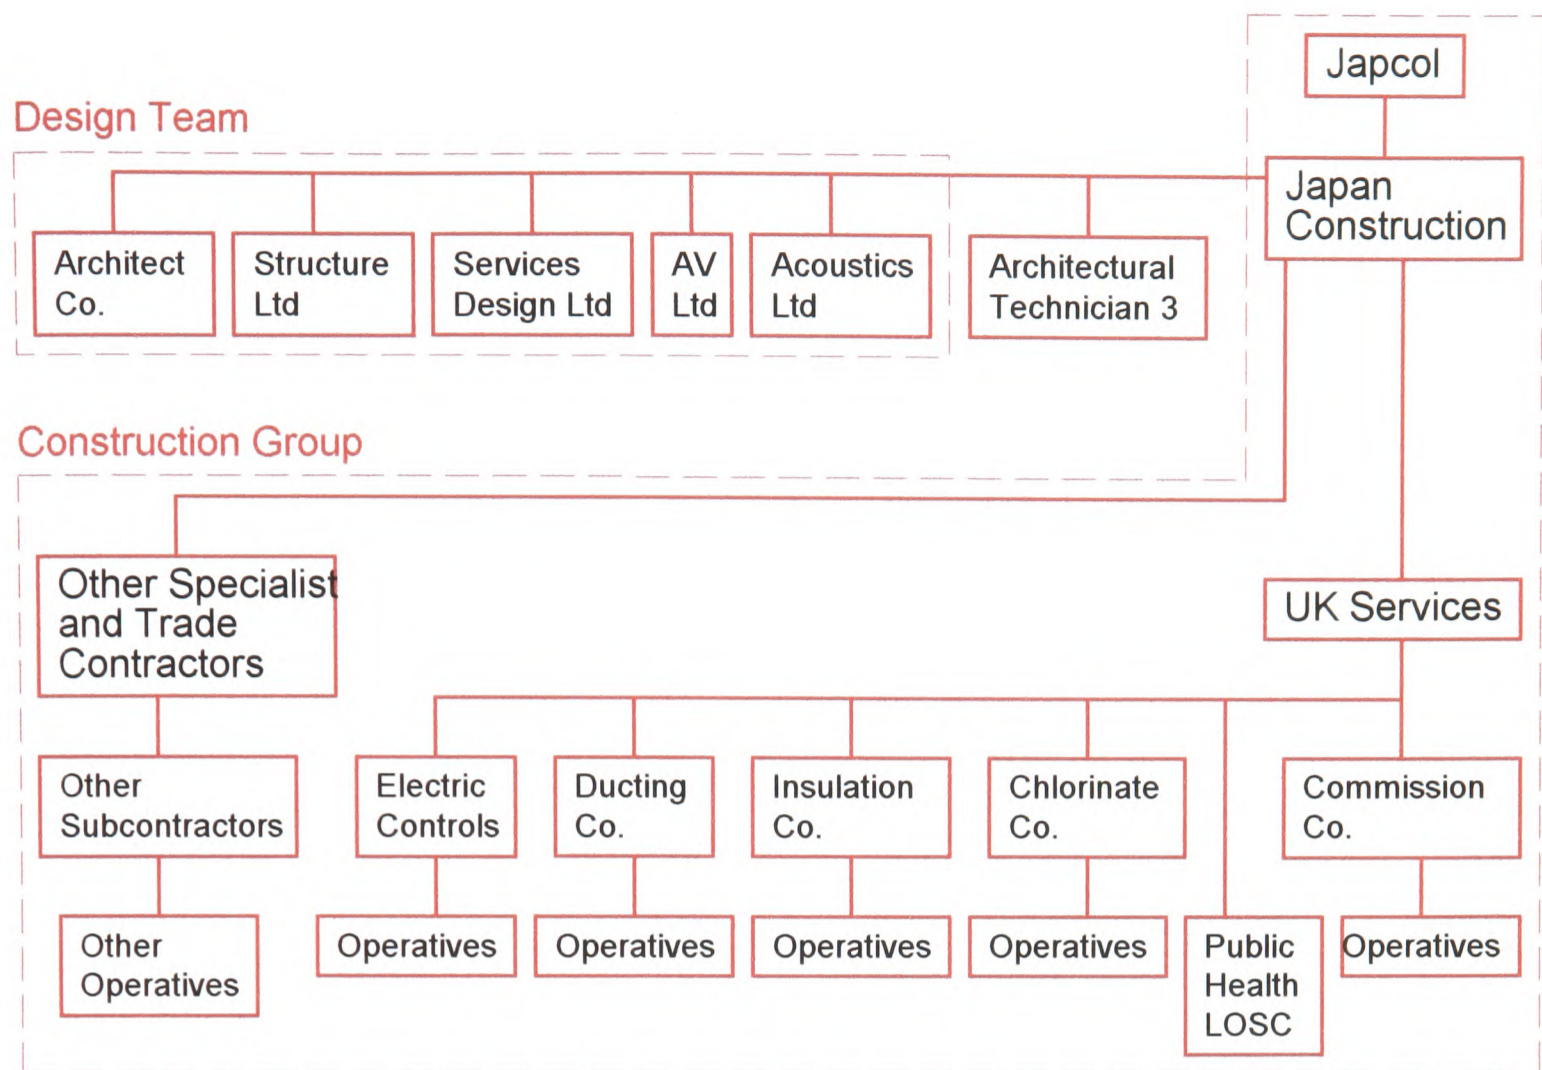 Japcol
Design Team
Japan
Construction
Architect
Co.
Structure
Ltd
Services
Design Ltd
AV
Ltd
Acoustics
Ltd
Architectural
Technician 3
Construction Group
Other Specialist
and Trade
Contractors
UK Services
Other
Subcontractors
Electric
Controls
Ducting
Co.
Insulation
Co.
Chlorinate
Co.
Commission
Co.
Other
Operatives
Operatives
Operatives
Operatives
Operatives
Public
Health
LOSC
Operatives